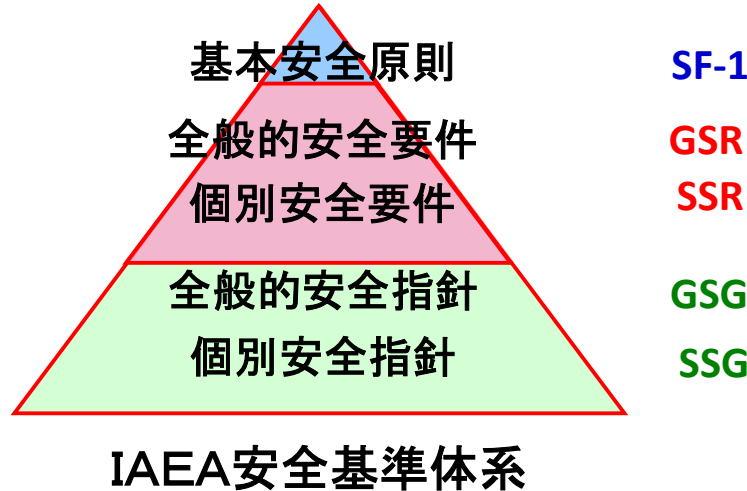 基本安全原則 SF-1
全般的安全要件 GSR
個別安全要件 SSR
全般的安全指針 GSG
個別安全指針 SSG
IAEA安全基準体系